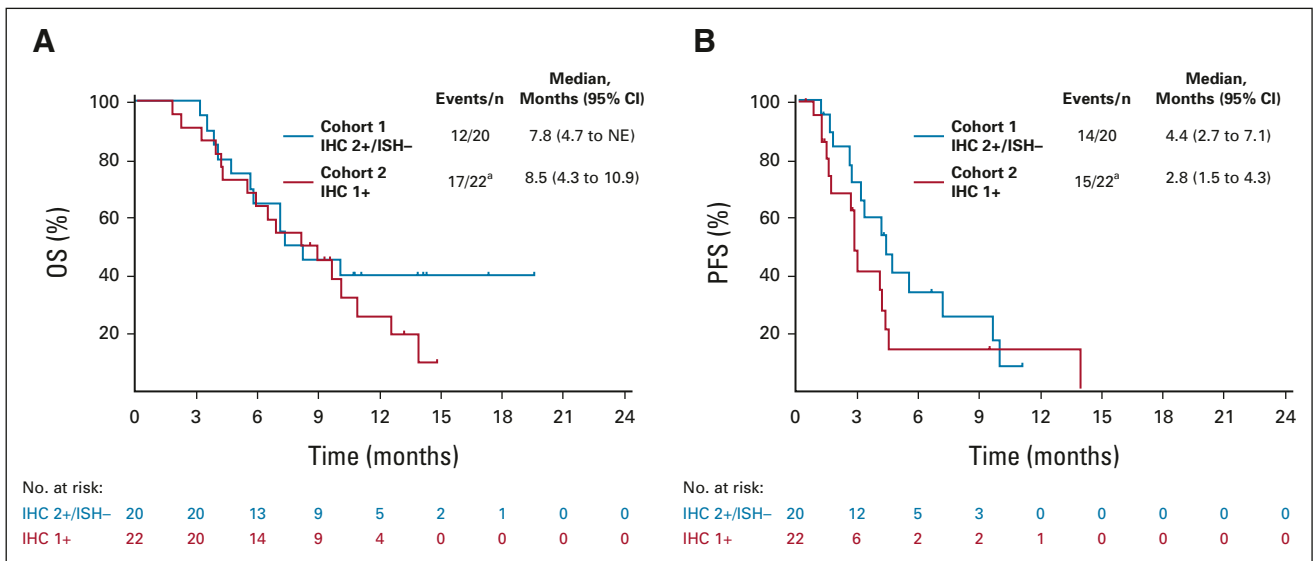 A
Events/n
Median,
Months (95% CI)
Cohort 1
IHC 2+/ISH–
12/20
7.8 (4.7 to NE)
Cohort 2
IHC 1+
17/22a
8.5 (4.3 to 10.9)
OS (%)
100
80
60
40
20
0 3 6 9 12 15 18 21 24
Time (months)
No. at risk:
IHC 2+/ISH– 20 20 13 9 5 2 1 0 0
IHC 1+ 22 20 14 9 4 0 0 0 0
B
Events/n
Median,
Months (95% CI)
Cohort 1
IHC 2+/ISH–
14/20
4.4 (2.7 to 7.1)
Cohort 2
IHC 1+
15/22a
2.8 (1.5 to 4.3)
PFS (%)
100
80
60
40
20
0 3 6 9 12 15 18 21 24
Time (months)
No. at risk:
IHC 2+/ISH– 20 12 5 3 0 0 0 0 0
IHC 1+ 22 6 2 2 1 0 0 0 0